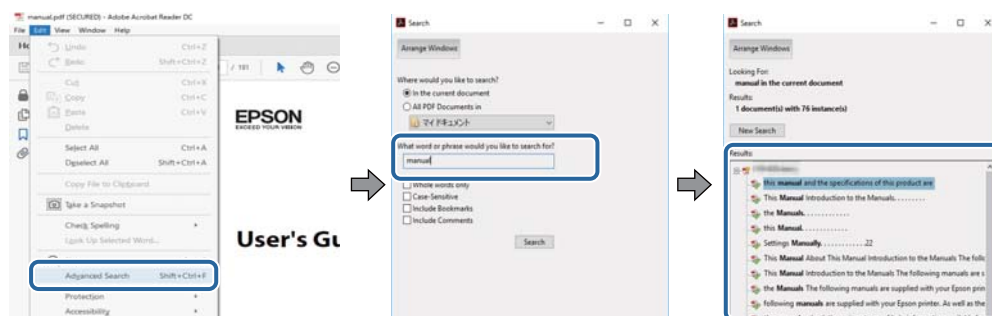 manual.pdf (SECURED) - Adobe Acrobat Reader DC
File Edit View Window Help
Undo Ctrl+Z
Redo Shift+Ctrl+Z
Cut Ctrl+X
Copy Ctrl+C
Paste Ctrl+V
Delete
Select All Ctrl+A
Deselect All Shift+Ctrl+A
Copy File to Clipboard
Take a Snapshot
Check Spelling
Look Up Selected Word...
Advanced Search Shift+Ctrl+F
Protection
Accessibility
/ 181
EPSON
EXCEED YOUR VISION
User's Gu
Search
Arrange Windows
Where would you like to search?
In the current document
All PDF Documents in
マイ ドキュメント
What word or phrase would you like to search for?
manual
Whole words only
Case-Sensitive
Include Bookmarks
Include Comments
Search
Search
Arrange Windows
Looking For:
manual in the current document
Results:
1 document(s) with 76 instance(s)
New Search
Results:
this manual and the specifications of this product are
This Manual Introduction to the Manuals. . . . . . . . .
the Manuals. . . . . . . . . . . .
this Manual. . . . . . . . . . . .
Settings Manually. . . . . . . . . . . .22
This Manual About This Manual Introduction to the Manuals The follo
This Manual Introduction to the Manuals The following manuals are s
the Manuals The following manuals are supplied with your Epson prin
following manuals are supplied with your Epson printer. As well as the